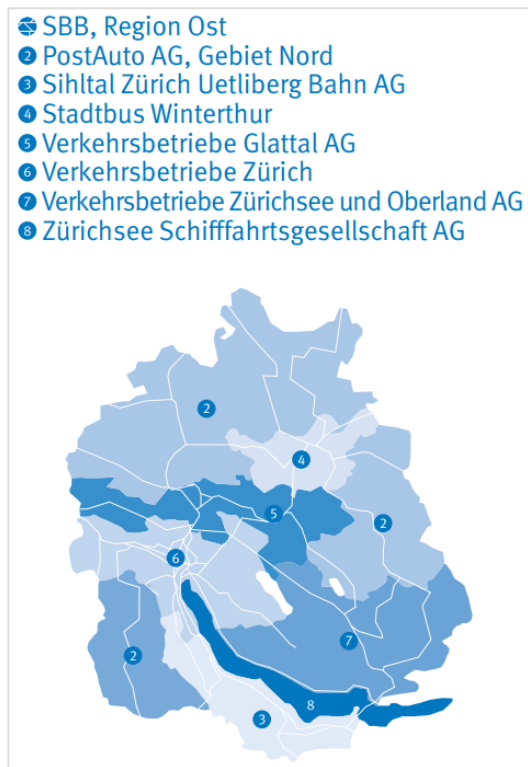 SBB, Region Ost
2 PostAuto AG, Gebiet Nord
3 Sihltal Zürich Uetliberg Bahn AG
4 Stadtbus Winterthur
5 Verkehrsbetriebe Glattal AG
6 Verkehrsbetriebe Zürich
7 Verkehrsbetriebe Zürichsee und Oberland AG
8 Zürichsee Schifffahrtsgesellschaft AG
2
4
5
2
6
7
2
8
3